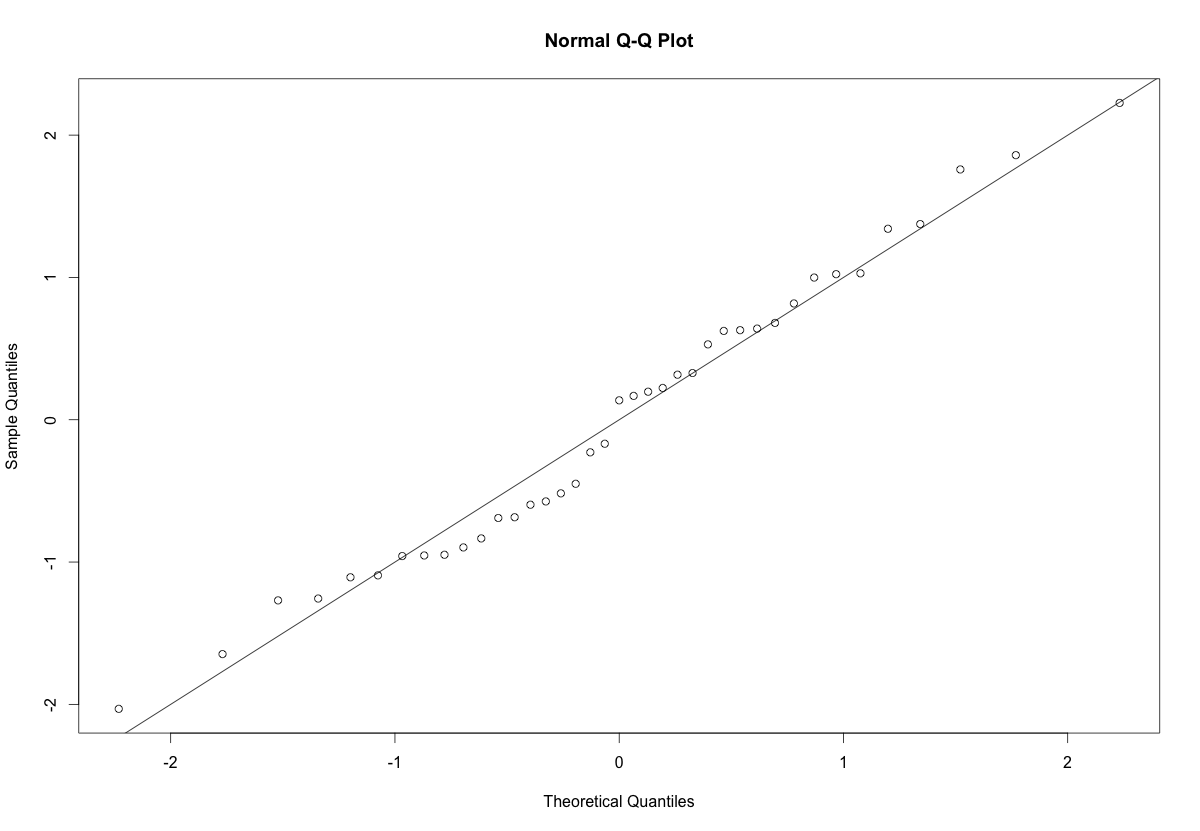 Normal Q-Q Plot
Sample Quantiles
2
1
0
-1
-2
-2 -1 0 1 2
Theoretical Quantiles